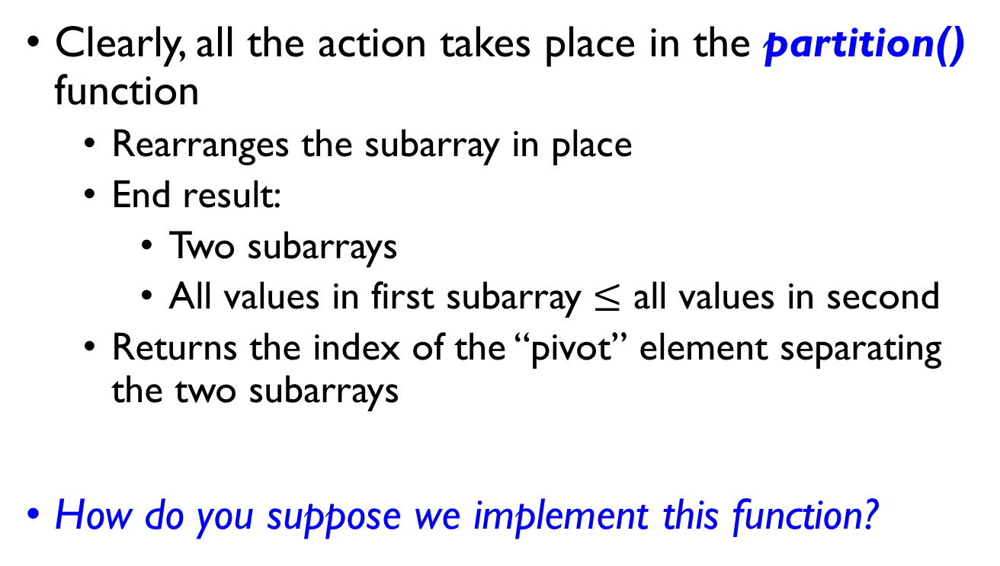 • Clearly, all the action takes place in the partition()
function
• Rearranges the subarray in place
• End result:
• Two subarrays
• All values in first subarray ≤ all values in second
• Returns the index of the “pivot” element separating
the two subarrays
• How do you suppose we implement this function?